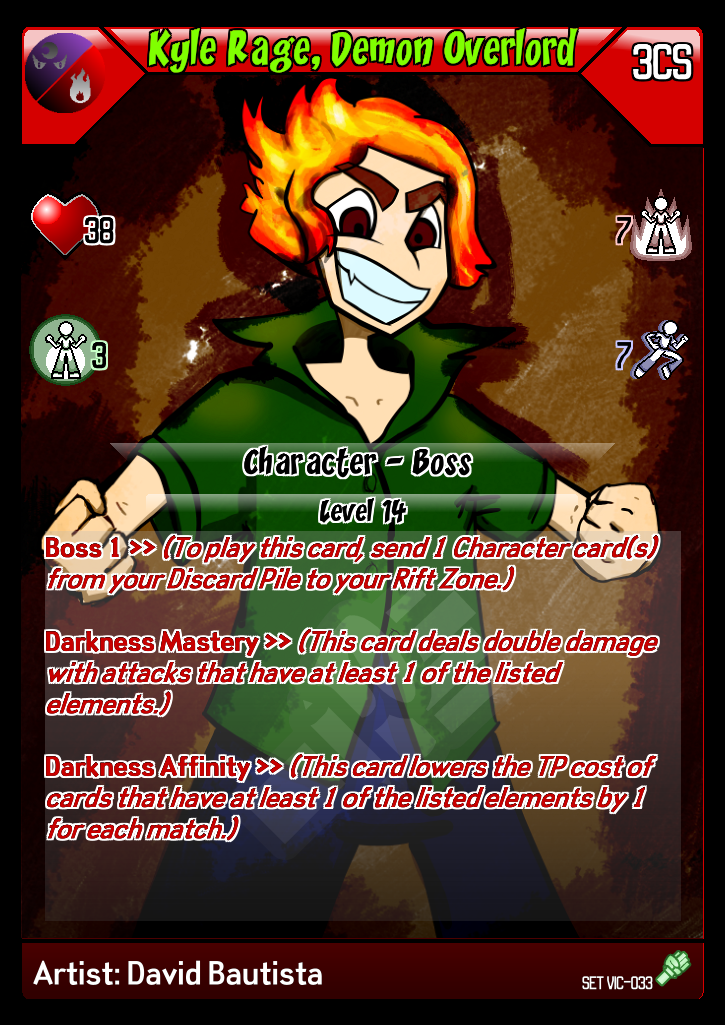 Kyle Rage, Demon Overlord
3CS
38
7
3
7
Character - Boss
Level 14
Boss 1 >> (To play this card, send 1 Character card(s)
from your Discard Pile to your Rift Zone.)
Darkness Mastery >> (This card deals double damage
with attacks that have at least 1 of the listed
elements.)
Darkness Affinity >> (This card lowers the TP cost of
cards that have at least 1 of the listed elements by 1
for each match.)
Artist: David Bautista
SET VIC-033